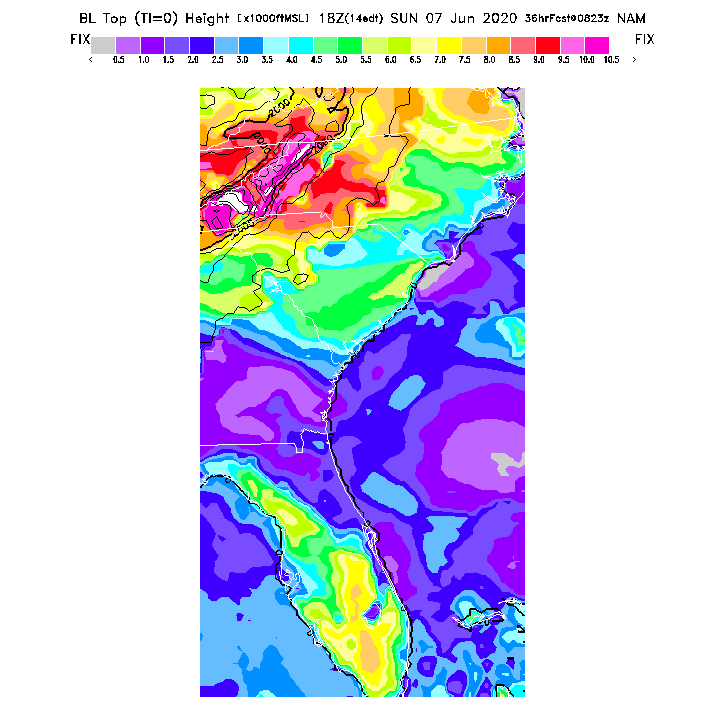 BL Top (TI=0) Height [x1000ftMSL] 18Z(14edt) SUN 07 Jun 2020 36hrFcst@0823z NAM
FIX FIX
< 0.5 1.0 1.5 2.0 2.5 3.0 3.5 4.0 4.5 5.0 5.5 6.0 6.5 7.0 7.5 8.0 8.5 9.0 9.5 10.0 10.5 >
2000